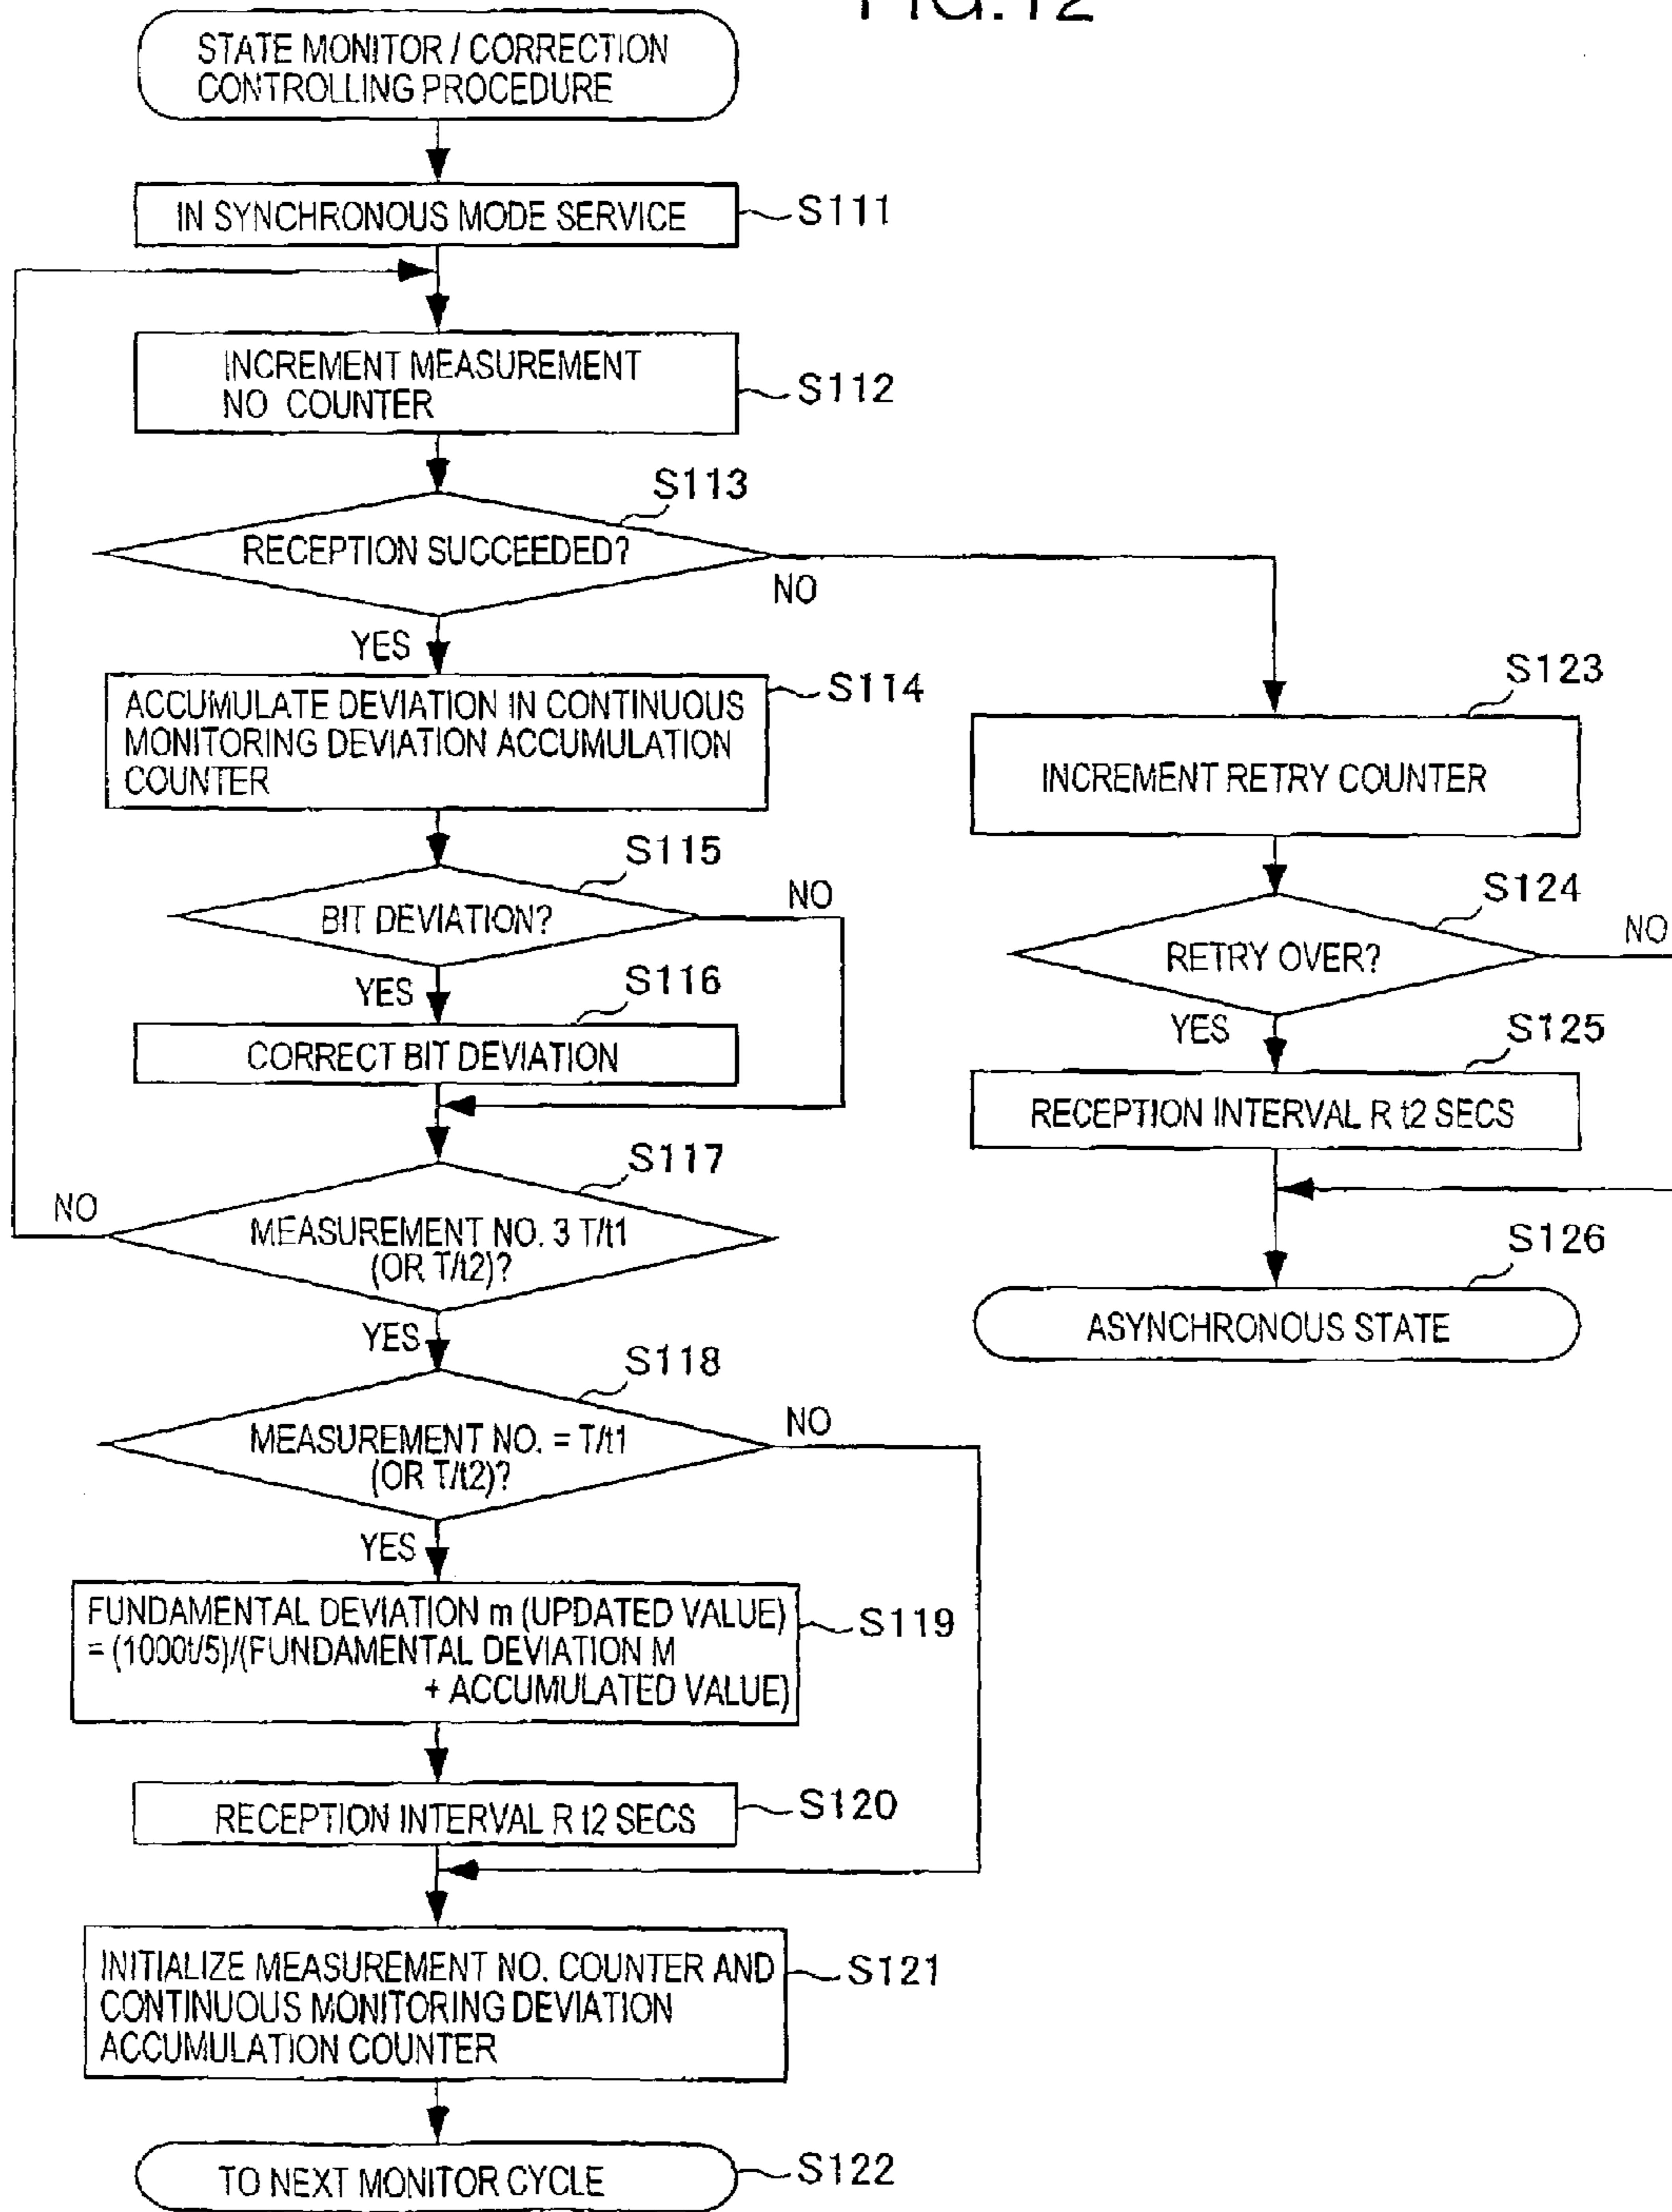 FIG.12
STATE MONITOR / CORRECTION
CONTROLLING PROCEDURE
IN SYNCHRONOUS MODE SERVICE
S111
INCREMENT MEASUREMENT
NO COUNTER
S112
S113
RECEPTION SUCCEEDED?
NO
YES
ACCUMULATE DEVIATION IN CONTINUOUS
MONITORING DEVIATION ACCUMULATION
COUNTER
S114
S115
BIT DEVIATION?
NO
YES
S116
CORRECT BIT DEVIATION
S117
NO
MEASUREMENT NO. 3 T/t1
(OR T/t2)?
YES
S118
MEASUREMENT NO. = T/t1
(OR T/t2)?
NO
YES
FUNDAMENTAL DEVIATION m (UPDATED VALUE)
= (1000t/5)/(FUNDAMENTAL DEVIATION M
+ ACCUMULATED VALUE)
S119
RECEPTION INTERVAL R t2 SECS
S120
INITIALIZE MEASUREMENT NO. COUNTER AND
CONTINUOUS MONITORING DEVIATION
ACCUMULATION COUNTER
S121
TO NEXT MONITOR CYCLE
S122
S123
INCREMENT RETRY COUNTER
S124
RETRY OVER?
NO
YES
S125
RECEPTION INTERVAL R t2 SECS
S126
ASYNCHRONOUS STATE